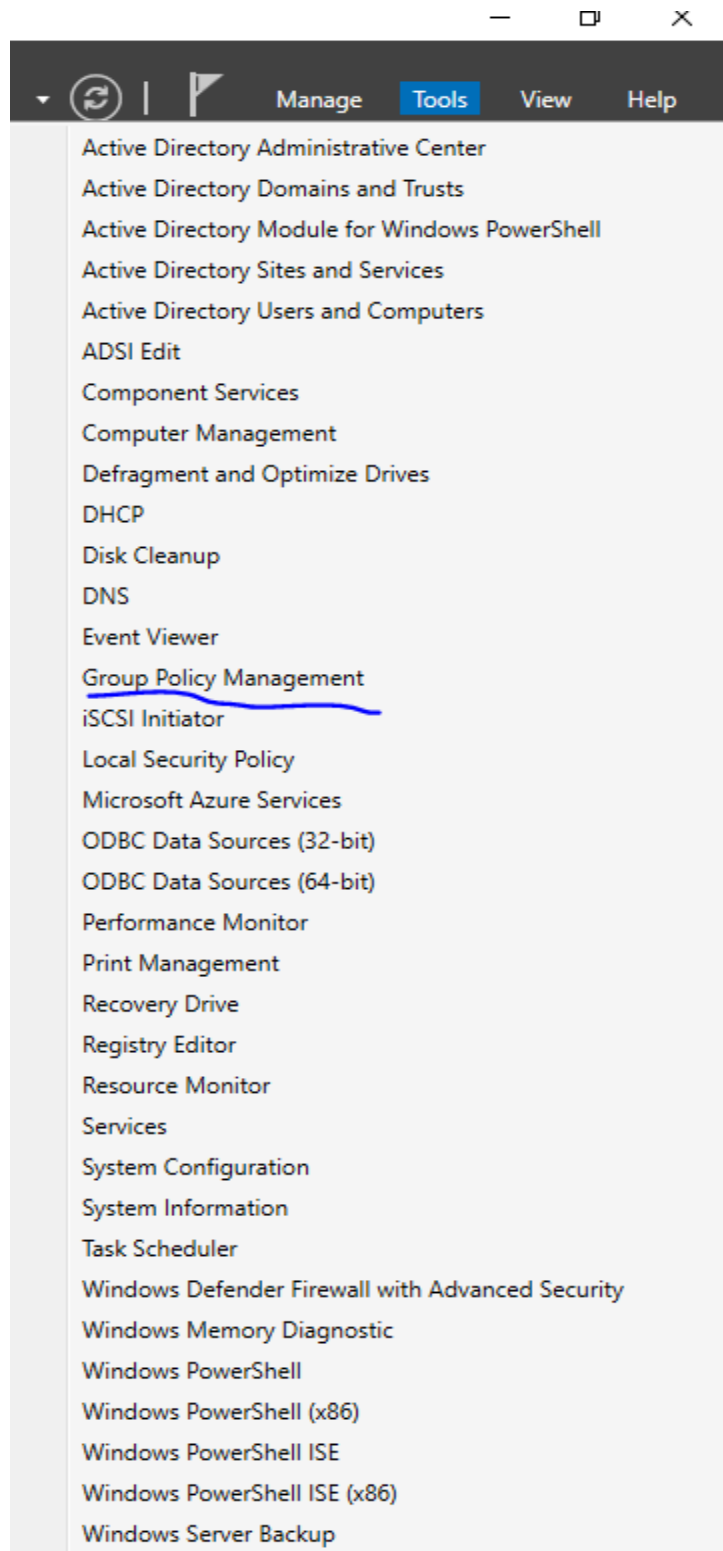 Manage Tools View Help
Active Directory Administrative Center
Active Directory Domains and Trusts
Active Directory Module for Windows PowerShell
Active Directory Sites and Services
Active Directory Users and Computers
ADSI Edit
Component Services
Computer Management
Defragment and Optimize Drives
DHCP
Disk Cleanup
DNS
Event Viewer
Group Policy Management
iSCSI Initiator
Local Security Policy
Microsoft Azure Services
ODBC Data Sources (32-bit)
ODBC Data Sources (64-bit)
Performance Monitor
Print Management
Recovery Drive
Registry Editor
Resource Monitor
Services
System Configuration
System Information
Task Scheduler
Windows Defender Firewall with Advanced Security
Windows Memory Diagnostic
Windows PowerShell
Windows PowerShell (x86)
Windows PowerShell ISE
Windows PowerShell ISE (x86)
Windows Server Backup